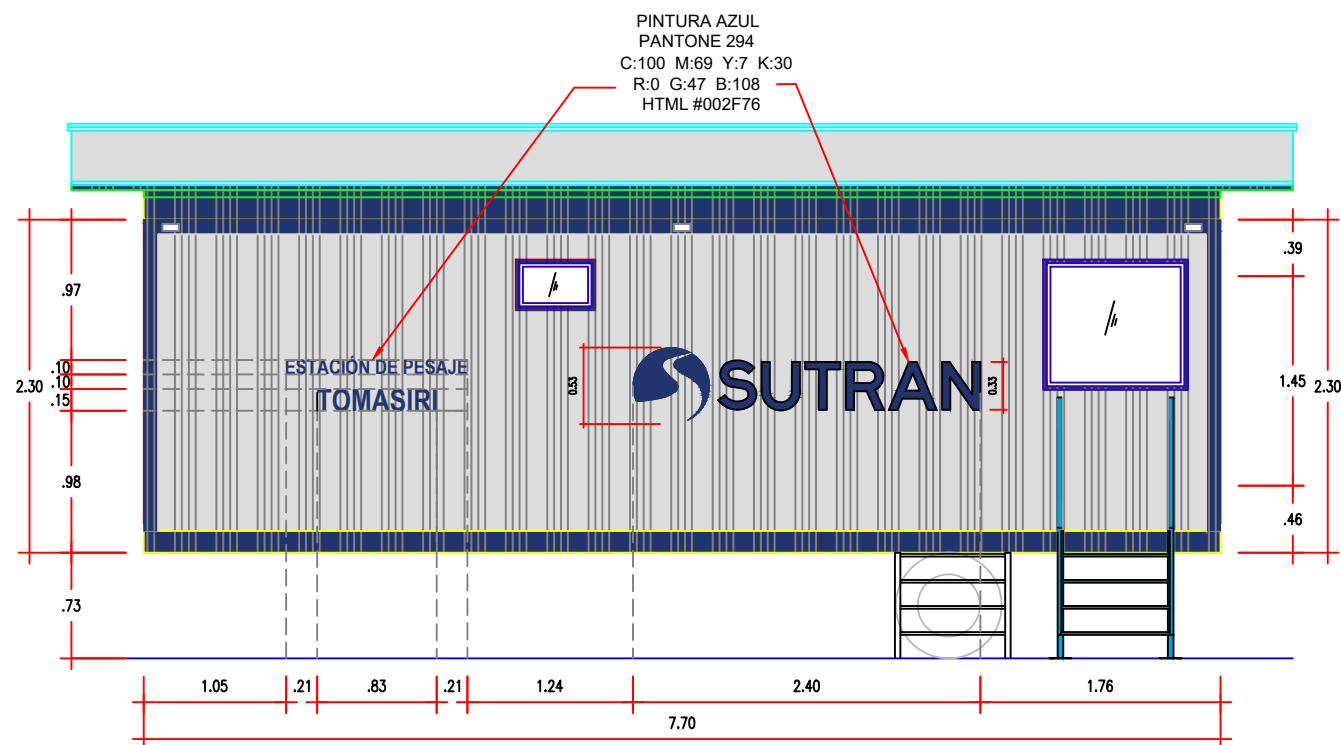 PINTURA AZUL
PANTONE 294
C:100 M:69 Y:7 K:30
R:0 G:47 B:108
HTML #002F76
.97
.10
.10
.15
2.30
.98
.73
ESTACIÓN DE PESAJE
TOMASIRI
0.53
SUTRAN
0.33
.39
1.45
2.30
.46
1.05
.21
.83
.21
1.24
2.40
1.76
7.70